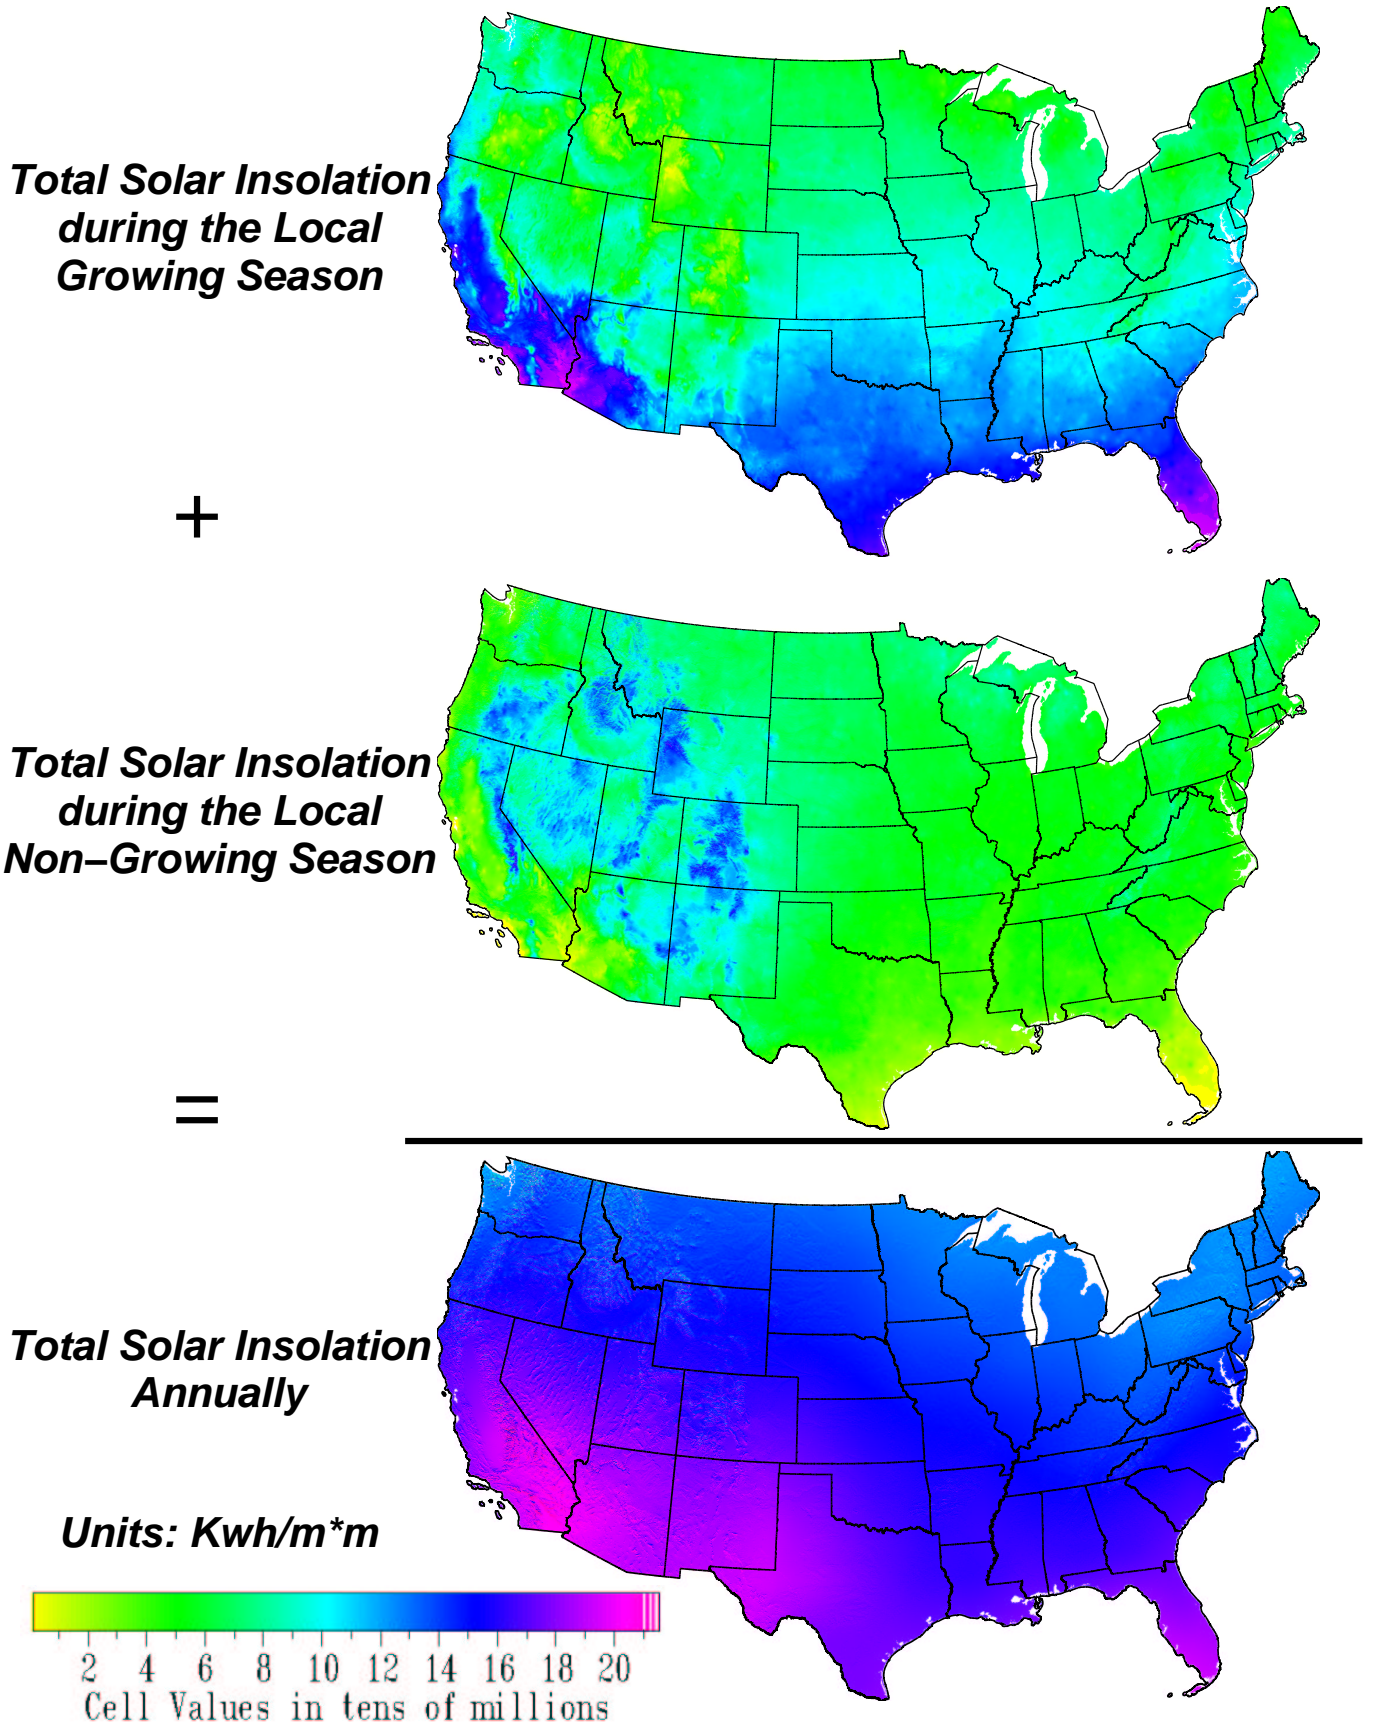 Total Solar Insolation
during the Local
Growing Season
+
Total Solar Insolation
during the Local
Non–Growing Season
=
Total Solar Insolation
Annually
Units: Kwh/m*m
2 4 6 8 10 12 14 16 18 20
Cell Values in tens of millions